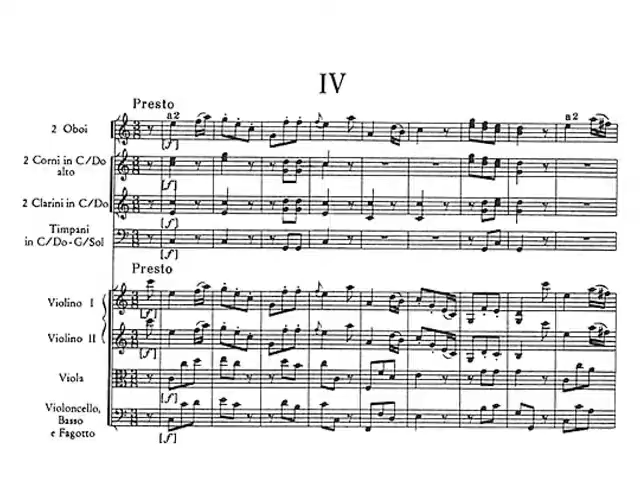 IV
Presto
a2
a2
2 Oboi
[f]
2 Corni in C/Do
alto
[f]
2 Clarini in C/Do
[f]
Timpani
in C/Do-G/Sol
[f]
Presto
Violino I
[f]
Violino II
[f]
Viola
[f]
Violoncello,
Basso
e Fagotto
[f]